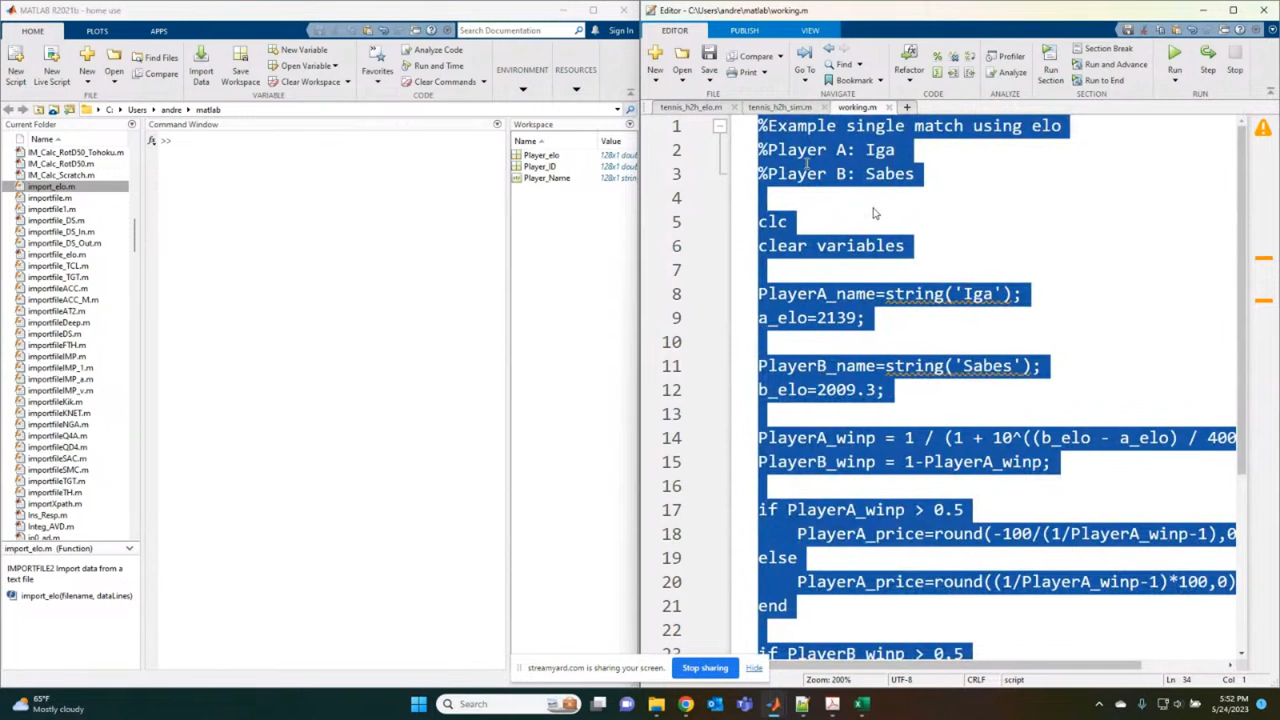 MATLAB R2021b - home use
HOME
PLOTS
APPS
Search Documentation
Sign In
New Script
New Live Script
New
Open
Find Files
Compare
Import Data
Save Workspace
New Variable
Open Variable
Clear Workspace
Favorites
Analyze Code
Run and Time
Clear Commands
ENVIRONMENT
RESOURCES
FILE
VARIABLE
CODE
C:
Users
andre
matlab
Current Folder
Name
IM_Calc_RotD50_Tohoku.m
IM_Calc_RotD50.m
IM_Calc_Scratch.m
import_elo.m
importfile.m
importfile1.m
importfile_DS.m
importfile_DS_In.m
importfile_DS_Out.m
importfile_elo.m
importfile_TCL.m
importfile_TGT.m
importfileACC.m
importfileACC_M.m
importfileAT2.m
importfileDeep.m
importfileDS.m
importfileFTH.m
importfileIMP.m
importfileIMP_1.m
importfileIMP_a.m
importfileIMP_v.m
importfileKik.m
importfileKNET.m
importfileNGA.m
importfileQ4A.m
importfileQD4.m
importfileSAC.m
importfileSMC.m
importfileTGT.m
importfileTH.m
importXpath.m
Ins_Resp.m
Integ_AVD.m
import_elo.m (Function)
IMPORTFILE2 Import data from a
text file
import_elo(filename, dataLines)
Command Window
fx >>
Workspace
Name
Value
Player_elo
128x1 doub
Player_ID
128x1 doub
Player_Name
128x1 strin
Editor - C:\Users\andre\matlab\working.m
EDITOR
PUBLISH
VIEW
New
Open
Save
Compare
Print
Go To
Find
Bookmark
Refactor
Profiler
Analyze
Run Section
Section Break
Run and Advance
Run to End
Run
Step
Stop
FILE
NAVIGATE
CODE
ANALYZE
SECTION
RUN
tennis_h2h_elo.m
tennis_h2h_sim.m
working.m
1 %Example single match using elo
2 %Player A: Iga
3 %Player B: Sabes
4
5 clc
6 clear variables
7
8 PlayerA_name=string('Iga');
9 a_elo=2139;
10
11 PlayerB_name=string('Sabes');
12 b_elo=2009.3;
13
14 PlayerA_winp = 1 / (1 + 10^((b_elo - a_elo) / 400
15 PlayerB_winp = 1-PlayerA_winp;
16
17 if PlayerA_winp > 0.5
18 PlayerA_price=round(-100/(1/PlayerA_winp-1),0
19 else
20 PlayerA_price=round((1/PlayerA_winp-1)*100,0)
21 end
22
23 if PlayerB_winp > 0.5
streamyard.com is sharing your screen.
Stop sharing
Hide
Zoom: 200%
UTF-8
CRLF
script
Ln 34
Col 1
65°F
Mostly cloudy
Search
5:52 PM
5/24/2023